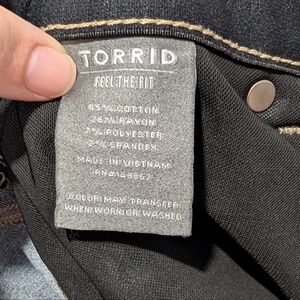 TORRID
FEEL THE FIT
65% COTTON
26% RAYON
7% POLYESTER
2% SPANDEX
MADE IN VIETNAM
COLOR MAY TRANSFER
WHEN WORN OR WASHED